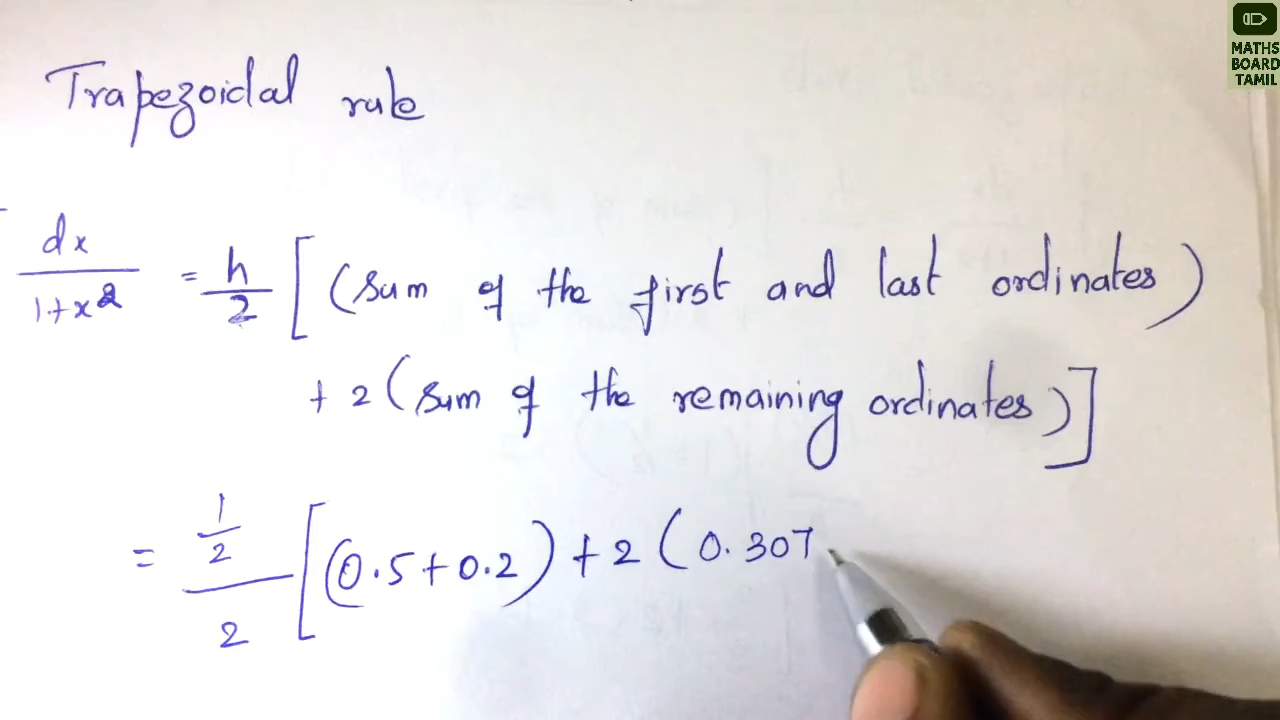 MATHS
BOARD
TAMIL
Trapezoidal rule
dx/1+x² = h/2 [(Sum of the first and last ordinates)
+ 2 (Sum of the remaining ordinates)]
= 1/2/2 [(0.5+0.2) + 2 (0.307